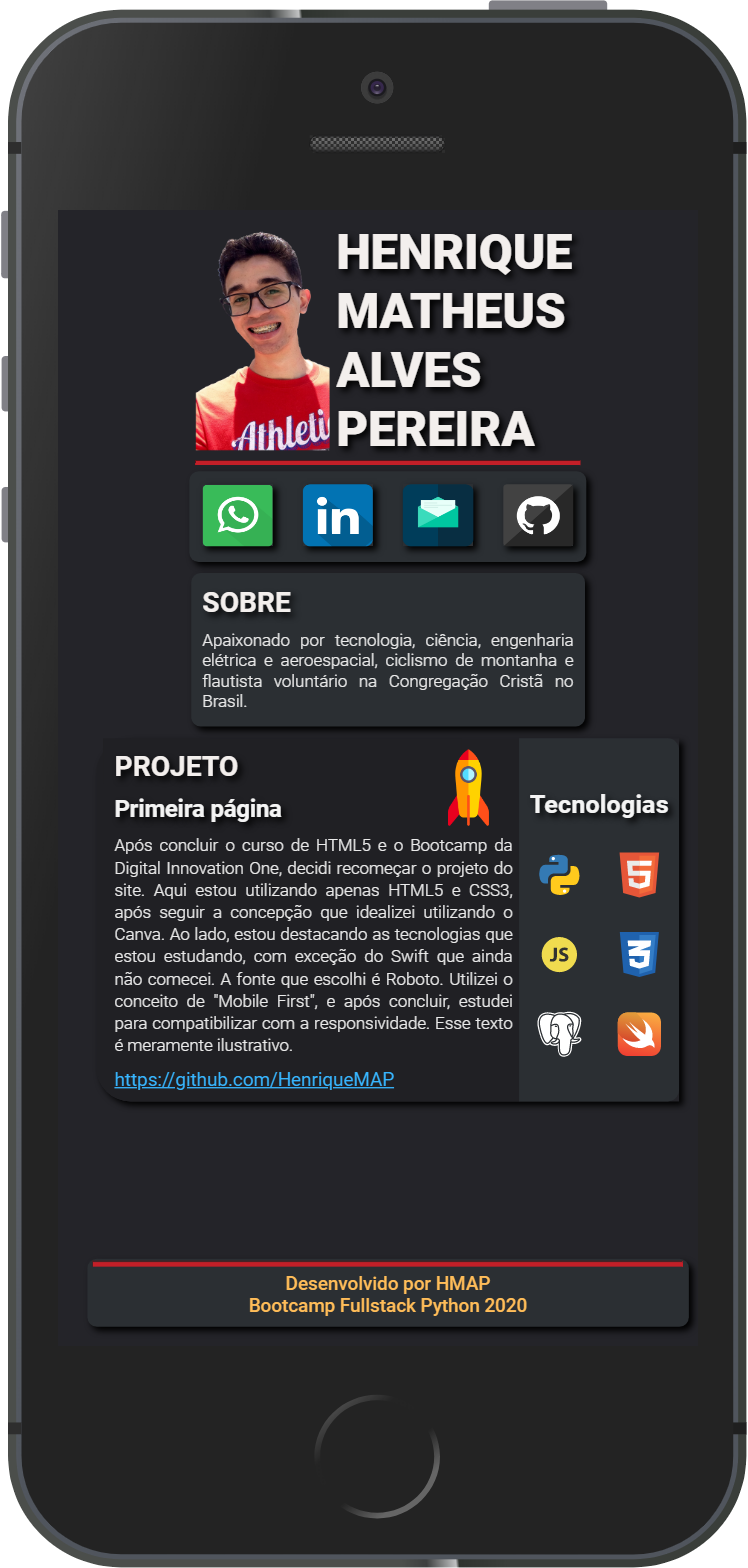 HENRIQUE
MATHEUS
ALVES
PEREIRA
Athleti
in
SOBRE
Apaixonado por tecnologia, ciência, engenharia
elétrica e aeroespacial, ciclismo de montanha e
flautista voluntário na Congregação Cristã no
Brasil.
PROJETO
Primeira página
Após concluir o curso de HTML5 e o Bootcamp da
Digital Innovation One, decidi recomeçar o projeto do
site. Aqui estou utilizando apenas HTML5 e CSS3,
após seguir a concepção que idealizei utilizando o
Canva. Ao lado, estou destacando as tecnologias que
estou estudando, com exceção do Swift que ainda
não comecei. A fonte que escolhi é Roboto. Utilizei o
conceito de "Mobile First", e após concluir, estudei
para compatibilizar com a responsividade. Esse texto
é meramente ilustrativo.
https://github.com/HenriqueMAP
Tecnologias
5
JS
3
Desenvolvido por HMAP
Bootcamp Fullstack Python 2020